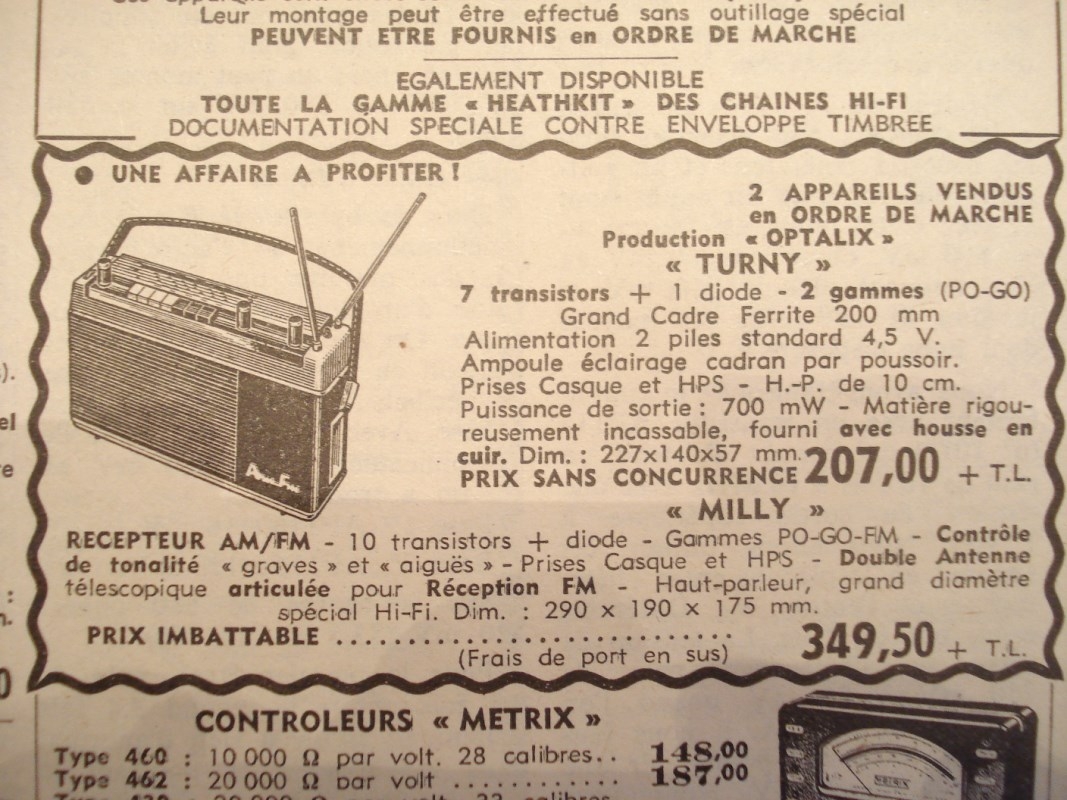 Leur montage peut être effectué sans outillage spécial
PEUVENT ETRE FOURNIS en ORDRE DE MARCHE
EGALEMENT DISPONIBLE
TOUTE LA GAMME « HEATHKIT » DES CHAINES HI-FI
DOCUMENTATION SPECIALE CONTRE ENVELOPPE TIMBREE
● UNE AFFAIRE A PROFITER !
2 APPAREILS VENDUS
en ORDRE DE MARCHE
Production « OPTALIX »
« TURNY »
7 transistors + 1 diode - 2 gammes (PO-GO)
Grand Cadre Ferrite 200 mm
Alimentation 2 piles standard 4,5 V.
Ampoule éclairage cadran par poussoir.
Prises Casque et HPS - H.-P. de 10 cm.
Puissance de sortie : 700 mW - Matière rigou-
reusement incassable, fourni avec housse en
cuir. Dim. : 227x140x57 mm.
PRIX SANS CONCURRENCE 207,00 + T.L.
« MILLY »
RECEPTEUR AM/FM - 10 transistors + diode - Gammes PO-GO-FM - Contrôle
de tonalité « graves » et « aiguës » - Prises Casque et HPS - Double Antenne
télescopique articulée pour Réception FM - Haut-parleur, grand diamètre
spécial Hi-Fi. Dim. : 290 x 190 x 175 mm.
PRIX IMBATTABLE .............................. 349,50 + T.L.
(Frais de port en sus)
CONTROLEURS « METRIX »
Type 460 : 10 000 Ω par volt. 28 calibres.. 148,00
Type 462 : 20 000 Ω par volt ............ 187,00
METRIX